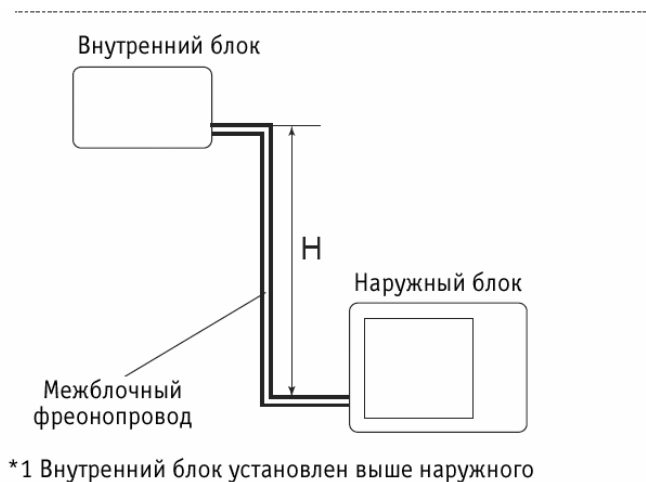 Внутренний блок
H
Наружный блок
Межблочный
фреонопровод
*1 Внутренний блок установлен выше наружного